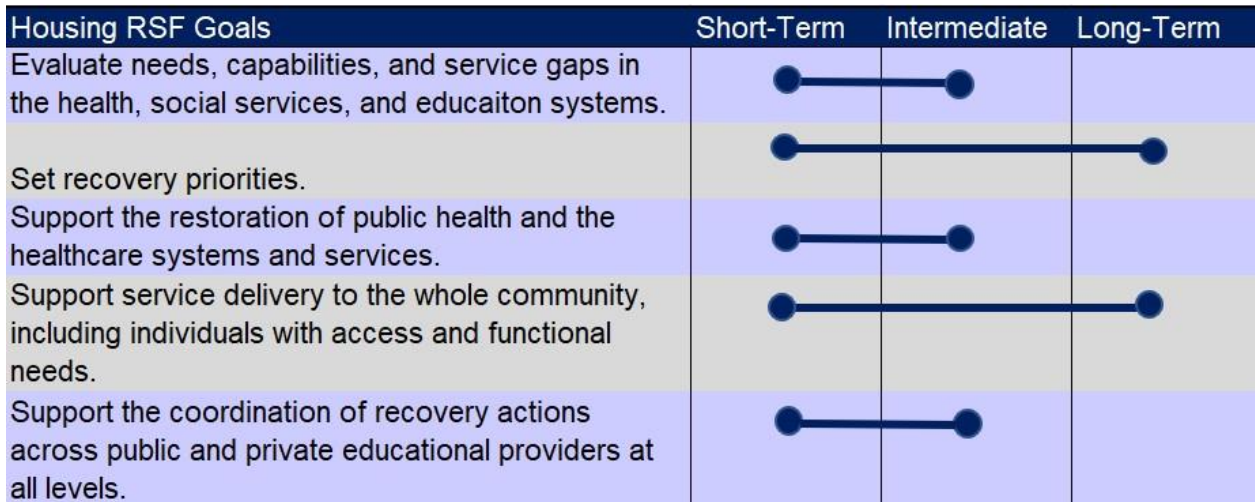 Housing RSF Goals Short-Term Intermediate Long-Term
Evaluate needs, capabilities, and service gaps in
the health, social services, and educaiton systems.
Set recovery priorities.
Support the restoration of public health and the
healthcare systems and services.
Support service delivery to the whole community,
including individuals with access and functional
needs.
Support the coordination of recovery actions
across public and private educational providers at
all levels.